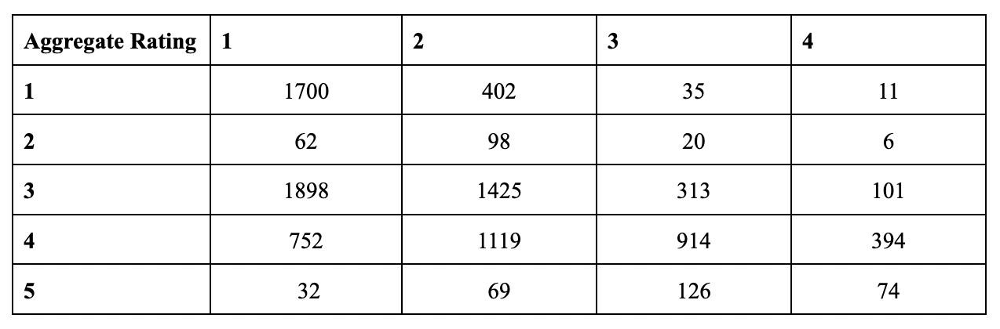 Aggregate Rating 1 2 3 4
1 1700 402 35 11
2 62 98 20 6
3 1898 1425 313 101
4 752 1119 914 394
5 32 69 126 74